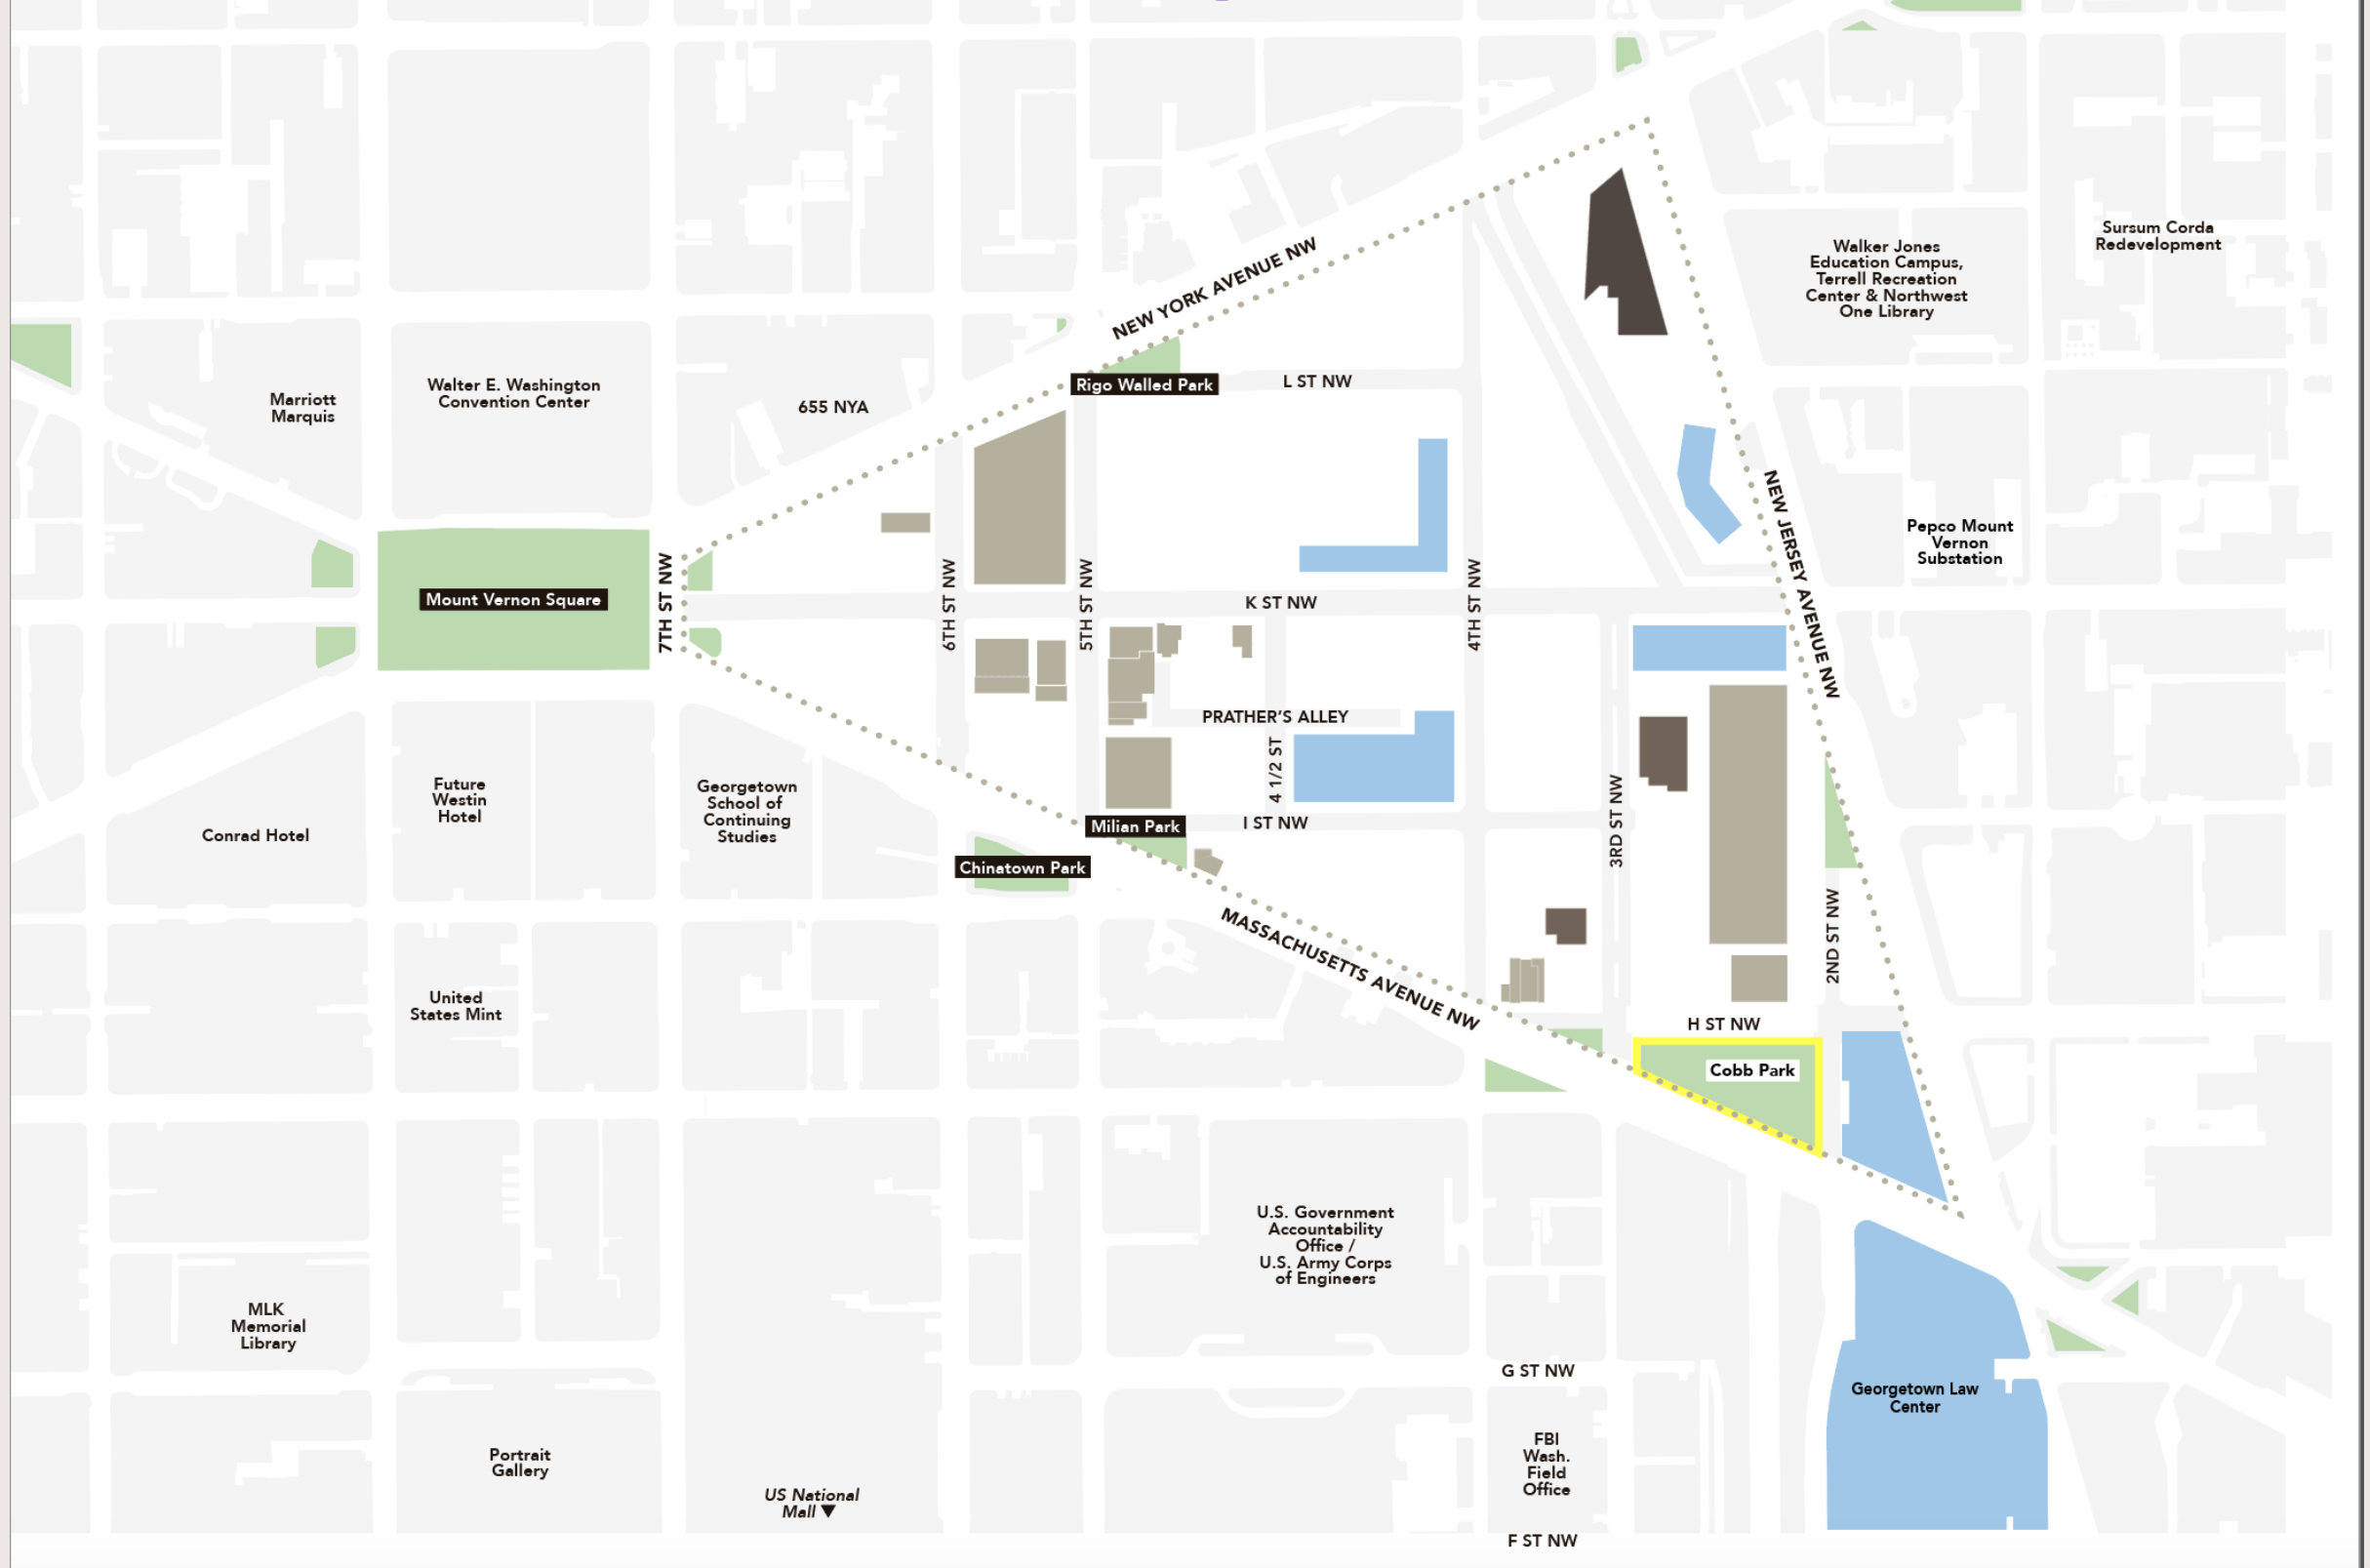 Sursum Corda
Redevelopment
Walker Jones
Education Campus,
Terrell Recreation
Center & Northwest
One Library
NEW YORK AVENUE NW
Rigo Walled Park
L ST NW
Marriott
Marquis
Walter E. Washington
Convention Center
655 NYA
NEW JERSEY AVENUE NW
Pepco Mount
Vernon
Substation
Mount Vernon Square
7TH ST NW
6TH ST NW
5TH ST NW
K ST NW
4TH ST NW
PRATHER'S ALLEY
4 1/2 ST
Future
Westin
Hotel
Georgetown
School of
Continuing
Studies
Conrad Hotel
Milian Park
I ST NW
3RD ST NW
Chinatown Park
MASSACHUSETTS AVENUE NW
2ND ST NW
United
States Mint
H ST NW
Cobb Park
U.S. Government
Accountability
Office /
U.S. Army Corps
of Engineers
MLK
Memorial
Library
G ST NW
Georgetown Law
Center
FBI
Wash.
Field
Office
Portrait
Gallery
US National
Mall ▼
F ST NW